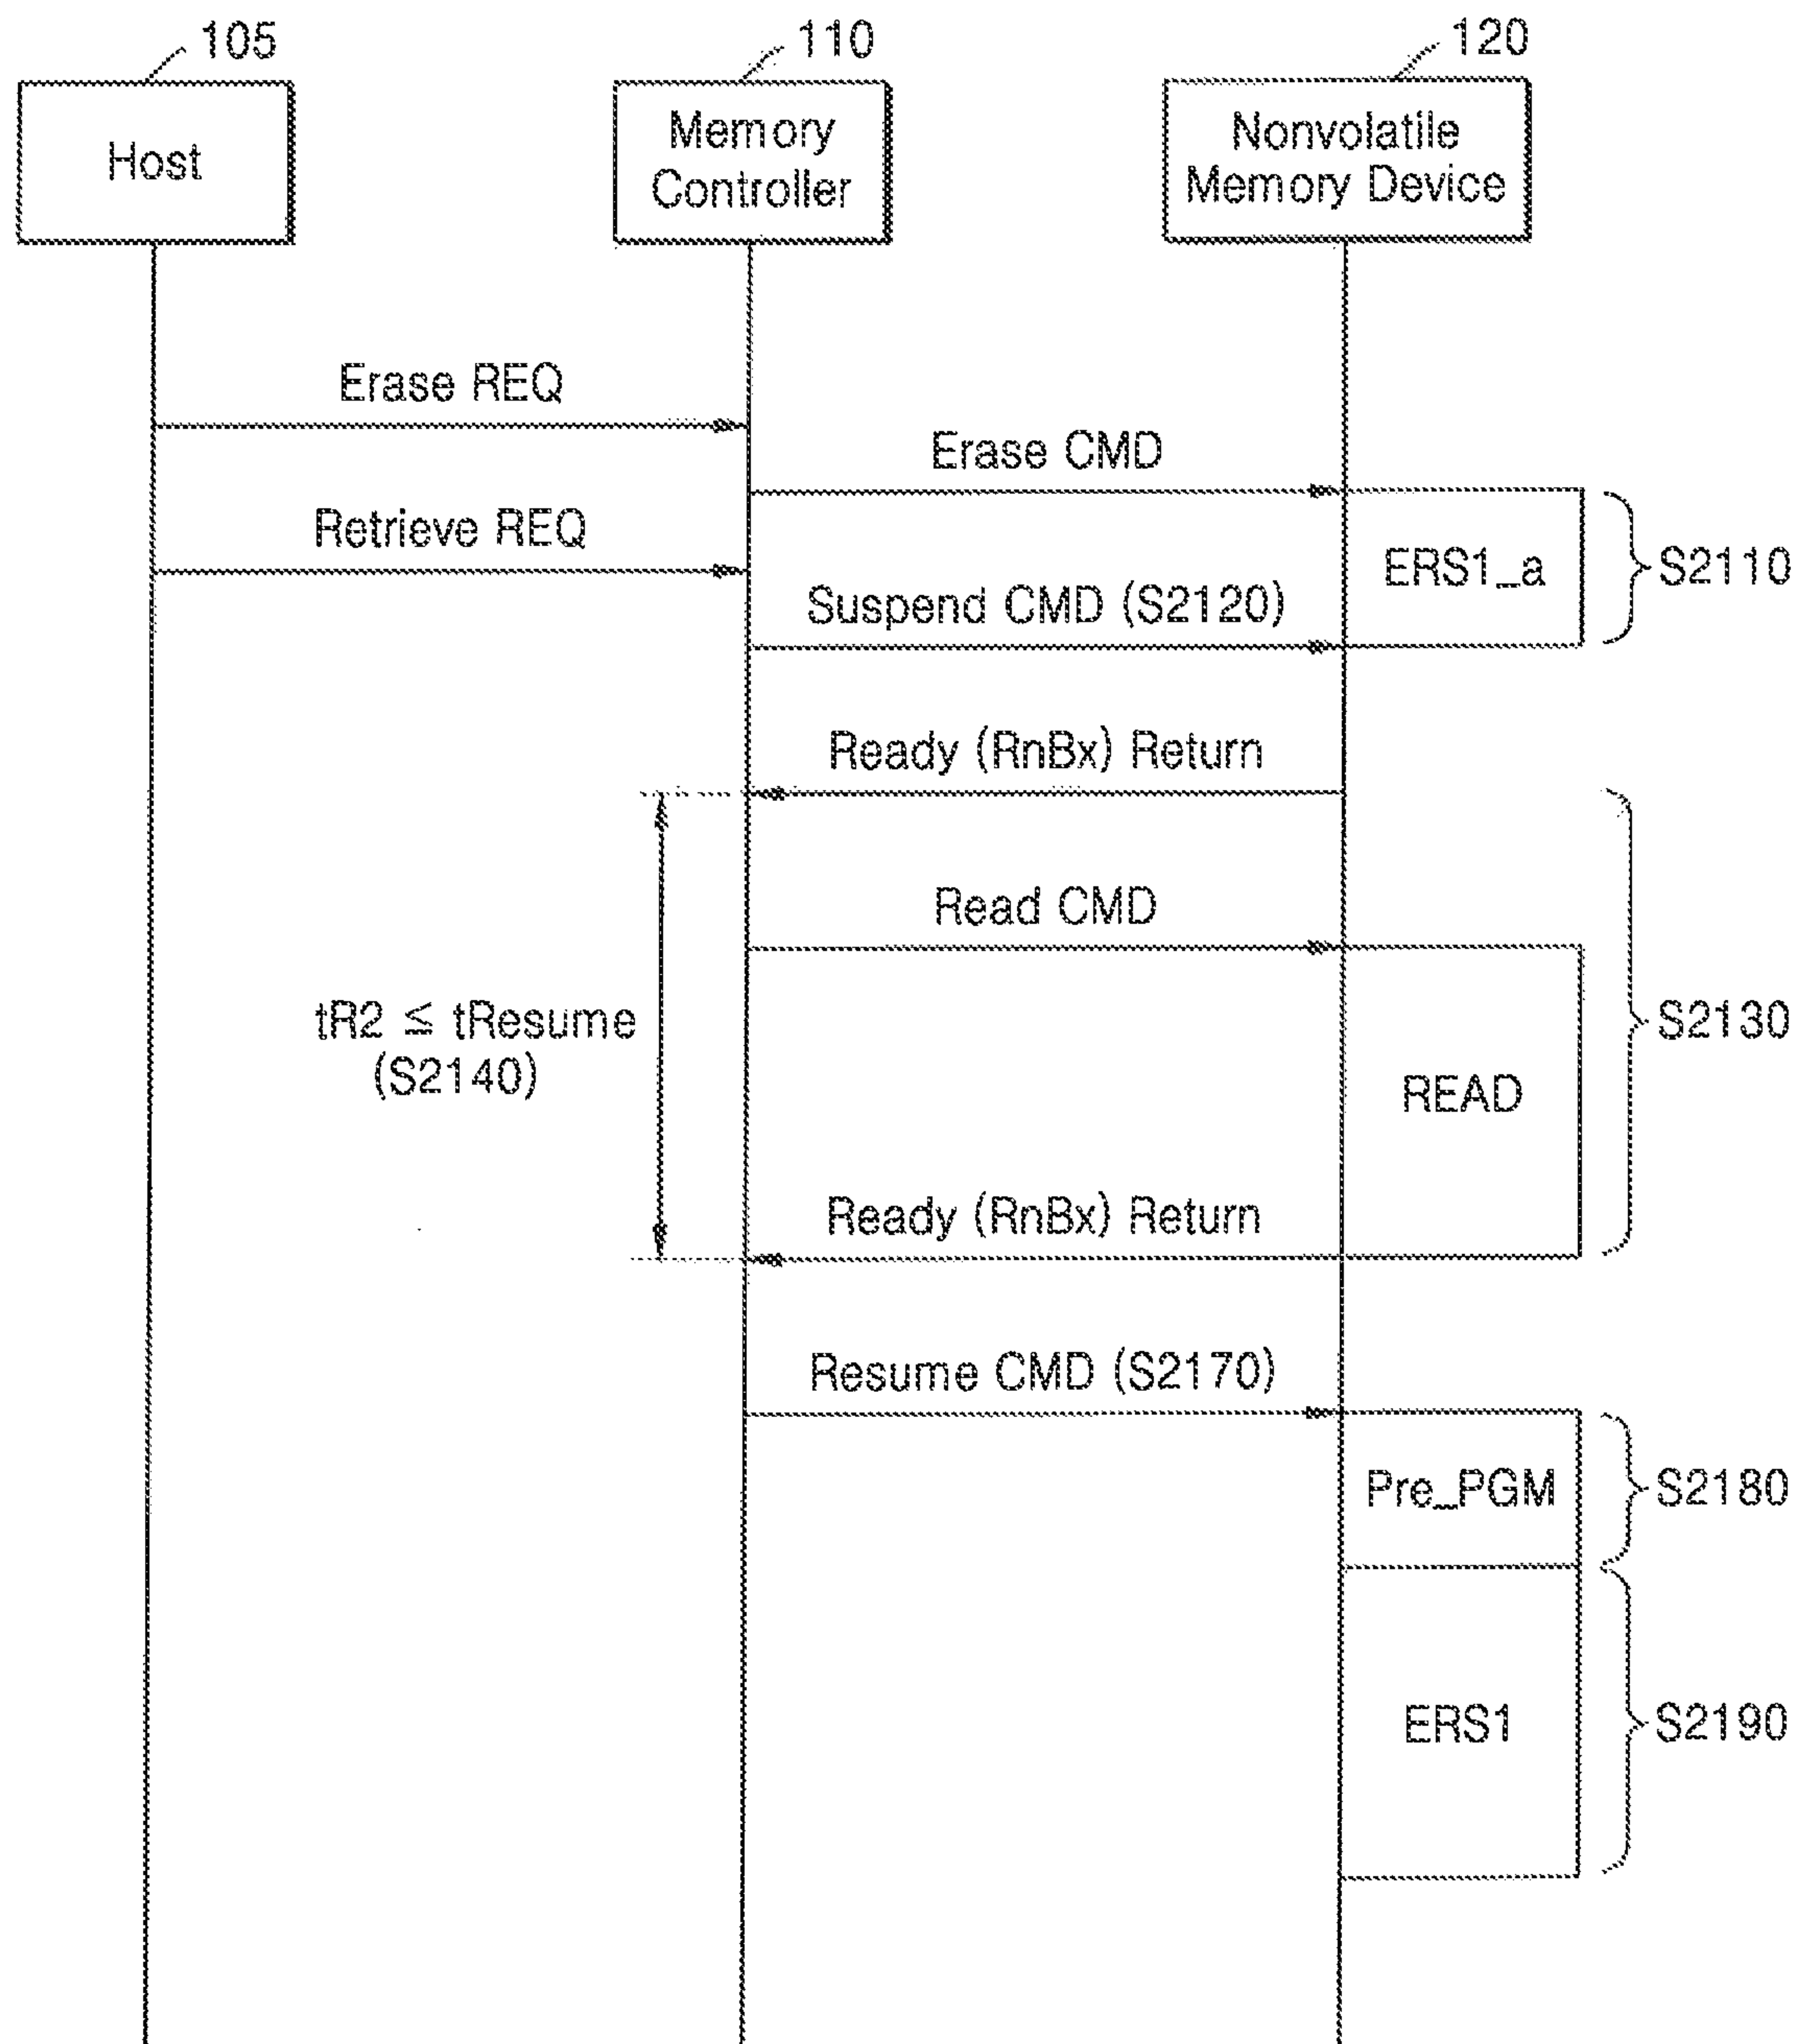 105
110
120
Host
Memory
Controller
Nonvolatile
Memory Device
Erase REQ
Erase CMD
Retrieve REQ
ERS1_a
S2110
Suspend CMD (S2120)
Ready (RnBx) Return
Read CMD
tR2 ≤ tResume
(S2140)
S2130
READ
Ready (RnBx) Return
Resume CMD (S2170)
Pre_PGM
S2180
ERS1
S2190